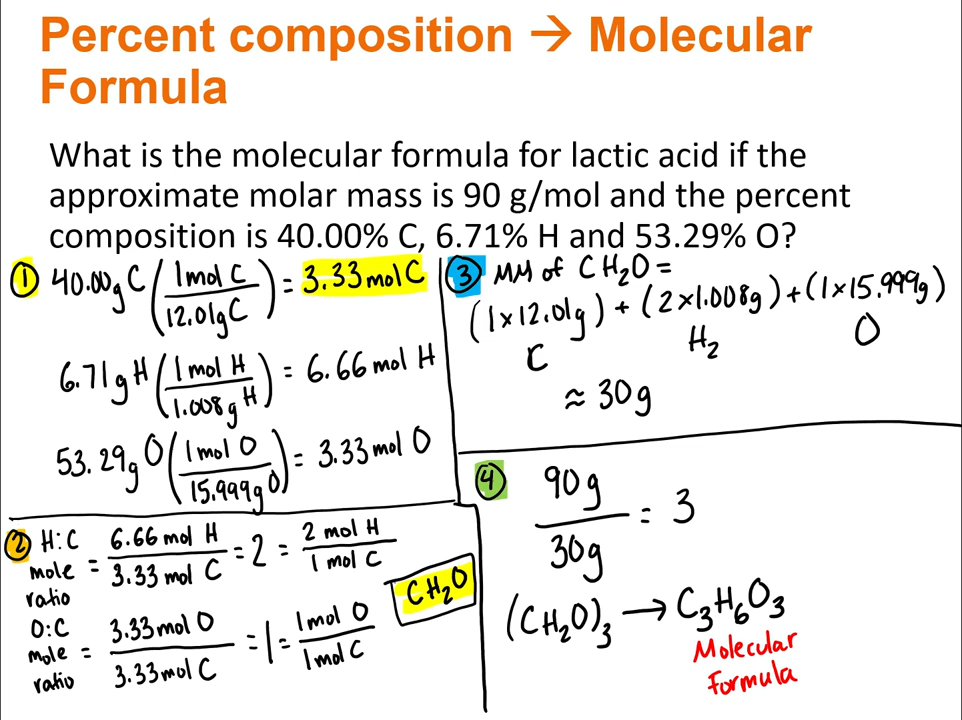 Percent composition → Molecular
Formula
What is the molecular formula for lactic acid if the
approximate molar mass is 90 g/mol and the percent
composition is 40.00% C, 6.71% H and 53.29% O?
① 40.00g C (1 mol C / 12.01g C) = 3.33 mol C
6.71 g H (1 mol H / 1.008 g H) = 6.66 mol H
53.29g O (1 mol O / 15.999g O) = 3.33 mol O
② H:C mole ratio = 6.66 mol H / 3.33 mol C = 2 = 2 mol H / 1 mol C
O:C mole ratio = 3.33 mol O / 3.33 mol C = 1 = 1 mol O / 1 mol C
CH₂O
③ MM of CH₂O =
(1 x 12.01g) + (2 x 1.008g) + (1 x 15.999g)
C H₂ O
≈ 30g
④ 90g / 30g = 3
(CH₂O)₃ → C₃H₆O₃
Molecular
Formula